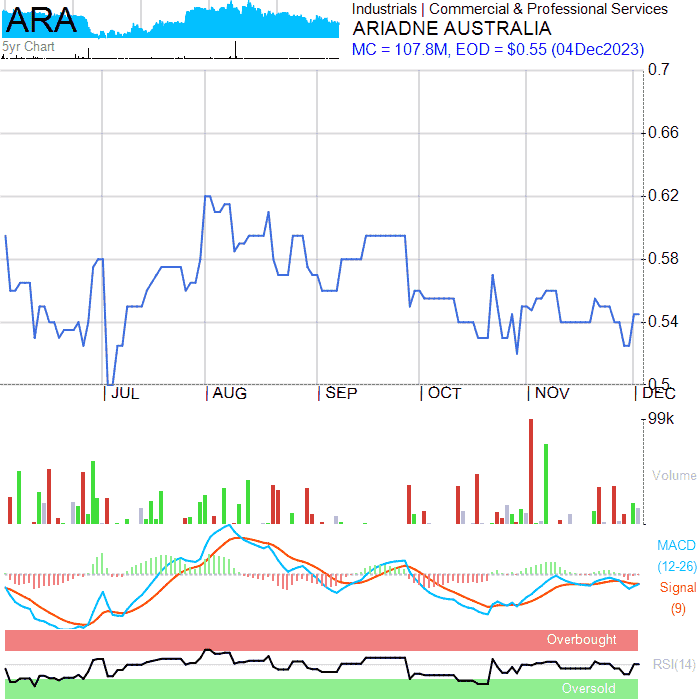 ARA
5yr Chart
Industrials | Commercial & Professional Services
ARIADNE AUSTRALIA
MC = 107.8M, EOD = $0.55 (04Dec2023)
0.7
0.66
0.62
0.58
0.54
0.5
JUL AUG SEP OCT NOV DEC
99k
Volume
MACD
(12-26)
Signal
(9)
Overbought
RSI(14)
Oversold